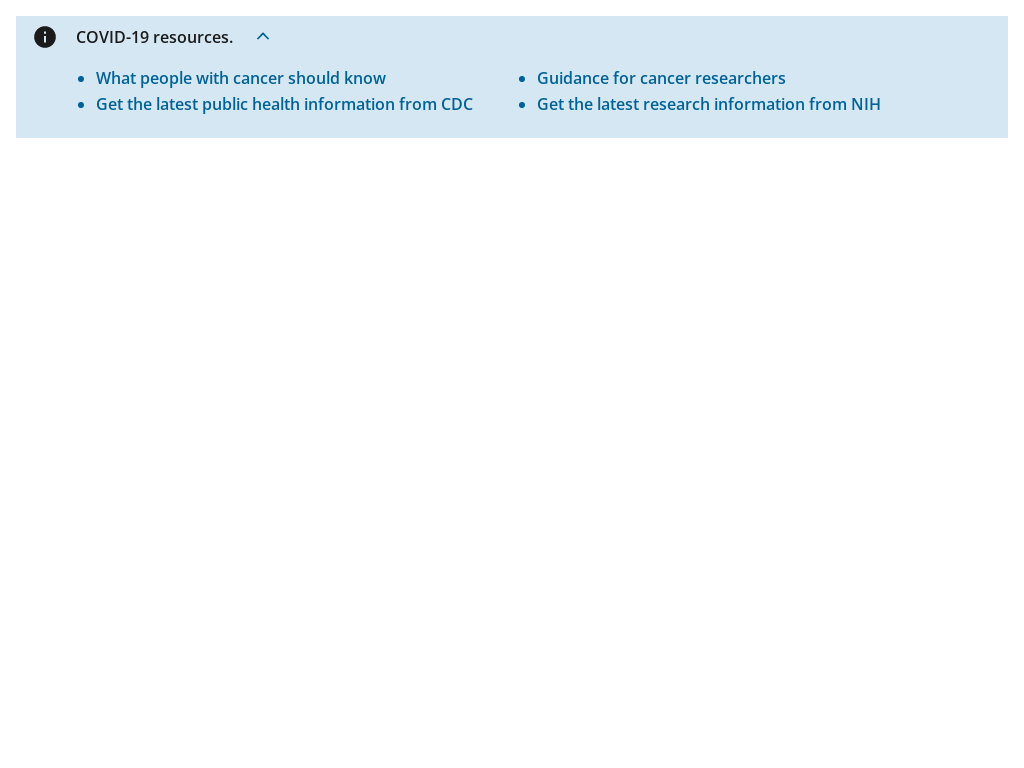 COVID-19 resources.
What people with cancer should know
Get the latest public health information from CDC
Guidance for cancer researchers
Get the latest research information from NIH